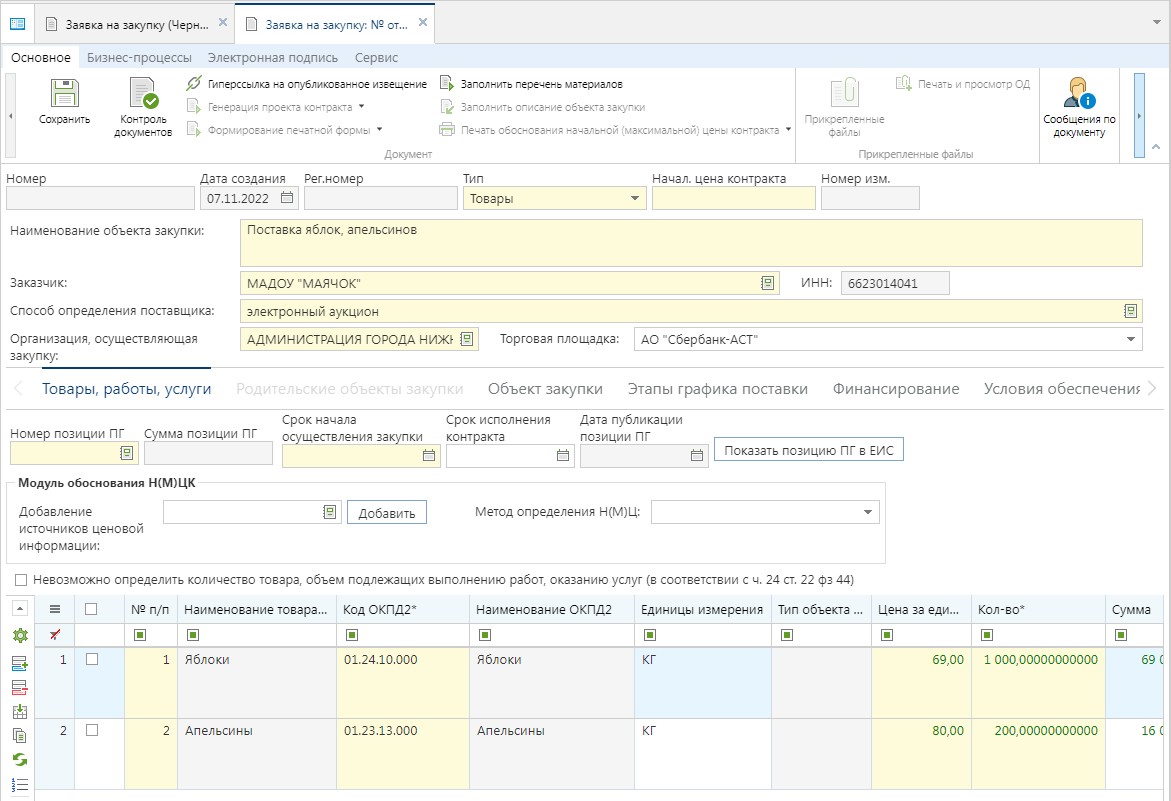 Заявка на закупку (Черн...
Заявка на закупку: № от...
Основное Бизнес-процессы Электронная подпись Сервис
Сохранить
Контроль документов
Гиперссылка на опубликованное извещение
Генерация проекта контракта
Формирование печатной формы
Заполнить перечень материалов
Заполнить описание объекта закупки
Печать обоснования начальной (максимальной) цены контракта
Документ
Прикрепленные файлы
Печать и просмотр ОД
Прикрепленные файлы
Сообщения по документу
Номер Дата создания Рег.номер Тип Начал. цена контракта Номер изм.
07.11.2022 Товары
Наименование объекта закупки: Поставка яблок, апельсинов
Заказчик: МАДОУ "МАЯЧОК" ИНН: 6623014041
Способ определения поставщика: электронный аукцион
Организация, осуществляющая закупку: АДМИНИСТРАЦИЯ ГОРОДА НИЖН Торговая площадка: АО "Сбербанк-АСТ"
Товары, работы, услуги Родительские объекты закупки Объект закупки Этапы графика поставки Финансирование Условия обеспечения
Номер позиции ПГ Сумма позиции ПГ Срок начала осуществления закупки Срок исполнения контракта Дата публикации позиции ПГ
Показать позицию ПГ в ЕИС
Модуль обоснования Н(М)ЦК
Добавление источников ценовой информации: Добавить Метод определения Н(М)Ц:
Невозможно определить количество товара, объем подлежащих выполнению работ, оказанию услуг (в соответствии с ч. 24 ст. 22 фз 44)
№ п/п Наименование товара... Код ОКПД2* Наименование ОКПД2 Единицы измерения Тип объекта ... Цена за еди... Кол-во* Сумма
1 1 Яблоки 01.24.10.000 Яблоки КГ 69,00 1 000,00000000000 69 0
2 2 Апельсины 01.23.13.000 Апельсины КГ 80,00 200,00000000000 16 0